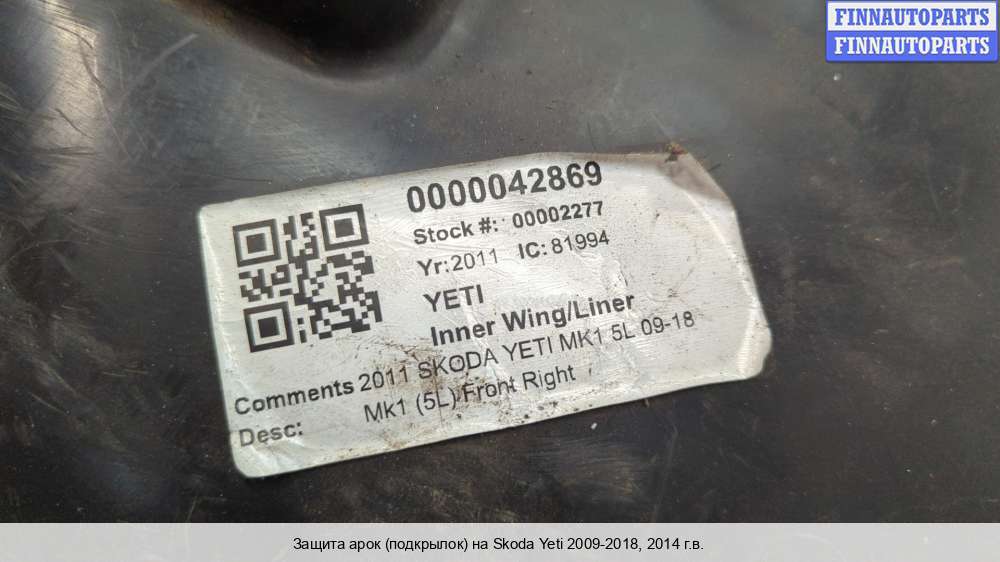 FINNAUTOPARTS
FINNAUTOPARTS
0000042869
Stock #: 00002277
Yr:2011 IC:81994
YETI
Inner Wing/Liner
Comments 2011 SKODA YETI MK1 5L 09-18
Desc: Mk1 (5L) Front Right
Защита арок (подкрылок) на Skoda Yeti 2009-2018, 2014 г.в.